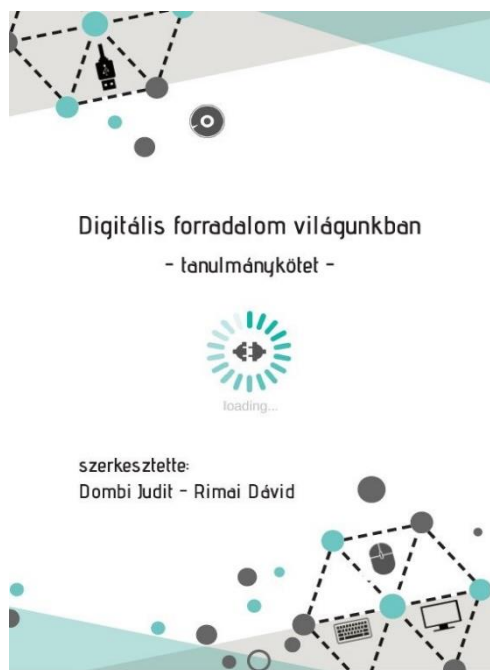 Digitális forradalom világunkban
- tanulmánykötet -
loading...
szerkesztette:
Dombi Judit - Rimai Dávid